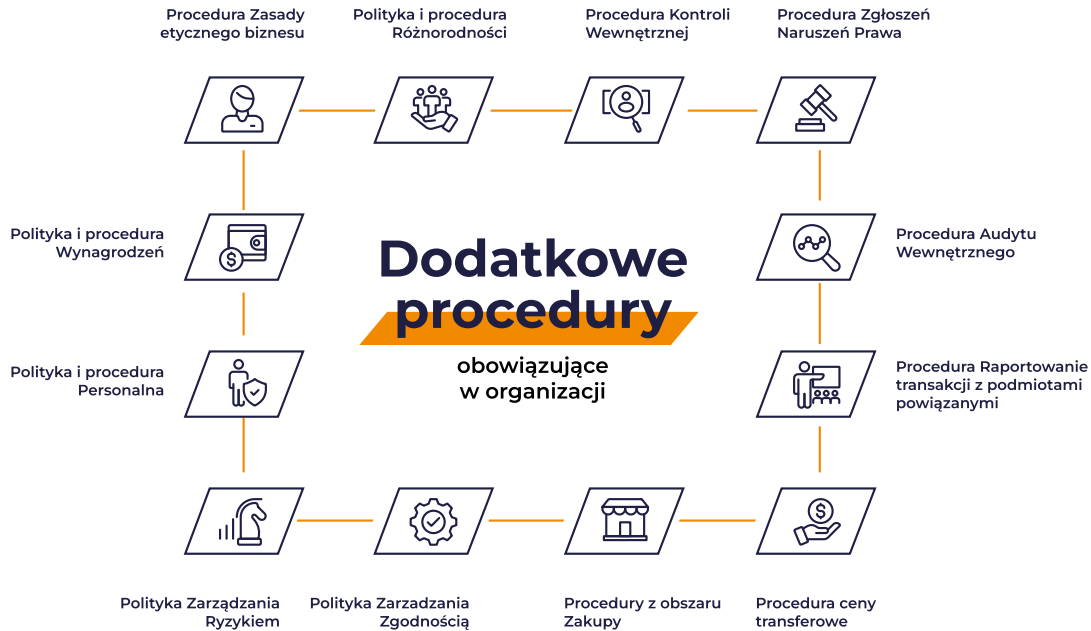 Procedura Zasady
etycznego biznesu
Polityka i procedura
Różnorodności
Procedura Kontroli
Wewnętrznej
Procedura Zgłoszeń
Naruszeń Prawa
Polityka i procedura
Wynagrodzeń
Dodatkowe
procedury
obowiązujące
w organizacji
Procedura Audytu
Wewnętrznego
Polityka i procedura
Personalna
Procedura Raportowanie
transakcji z podmiotami
powiązanymi
Polityka Zarządzania
Ryzykiem
Polityka Zarzadzania
Zgodnością
Procedury z obszaru
Zakupy
Procedura ceny
transferowe